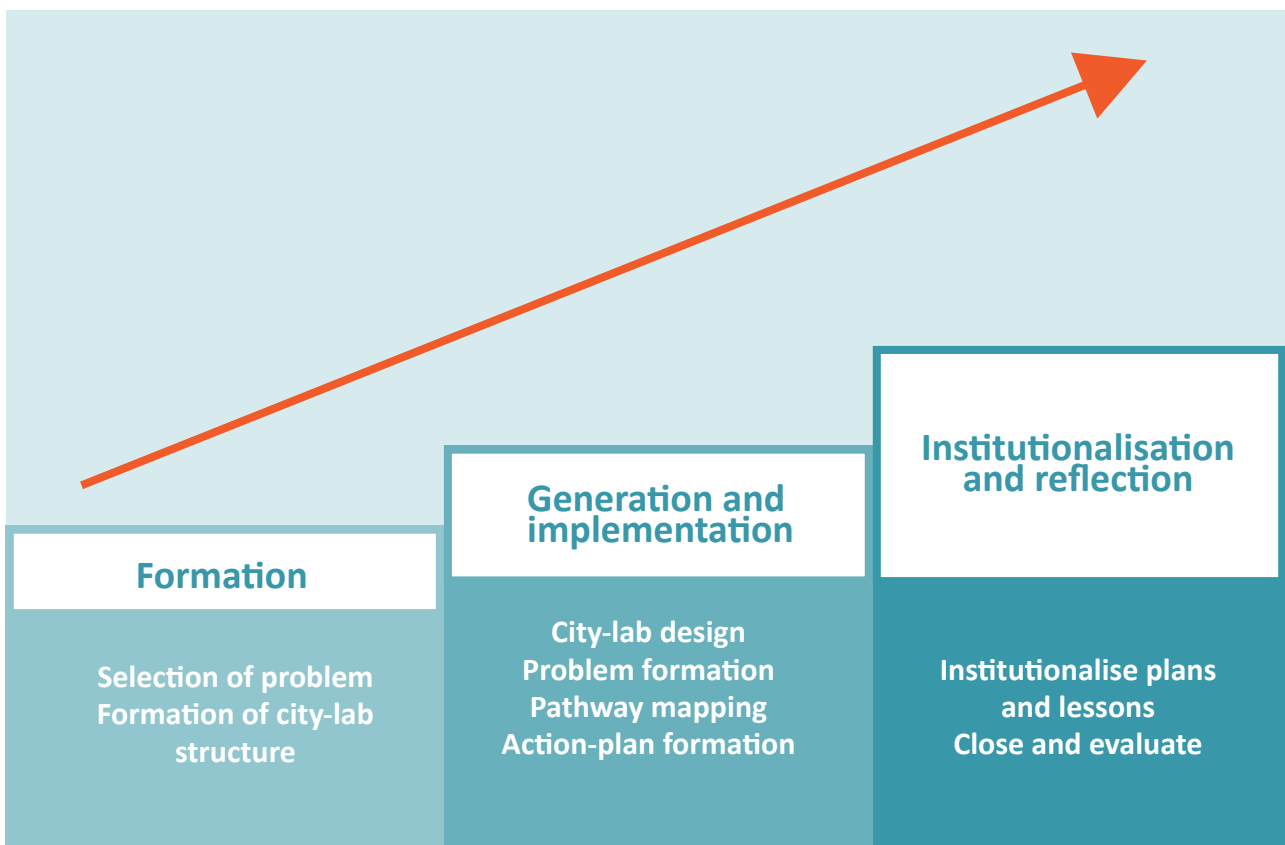 Formation
Selection of problem
Formation of city-lab
structure
Generation and
implementation
City-lab design
Problem formation
Pathway mapping
Action-plan formation
Institutionalisation
and reflection
Institutionalise plans
and lessons
Close and evaluate